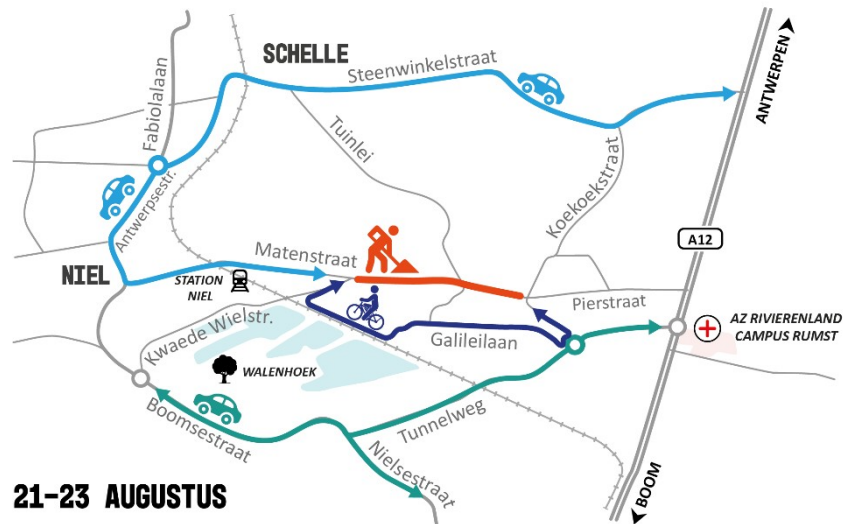 SCHELLE
Steenwinkelstraat
ANTWERPEN
Fabiolalaan
Tuinlei
Koekoekstraat
Antwerpsestr.
A12
Matenstraat
NIEL
STATION
NIEL
Pierstraat
AZ RIVIERENLAND
CAMPUS RUMST
Kwaede Wielstr.
Galileilaan
WALENHOEK
Boomsestraat
Tunnelweg
Nielsestraat
BOOM
21-23 AUGUSTUS